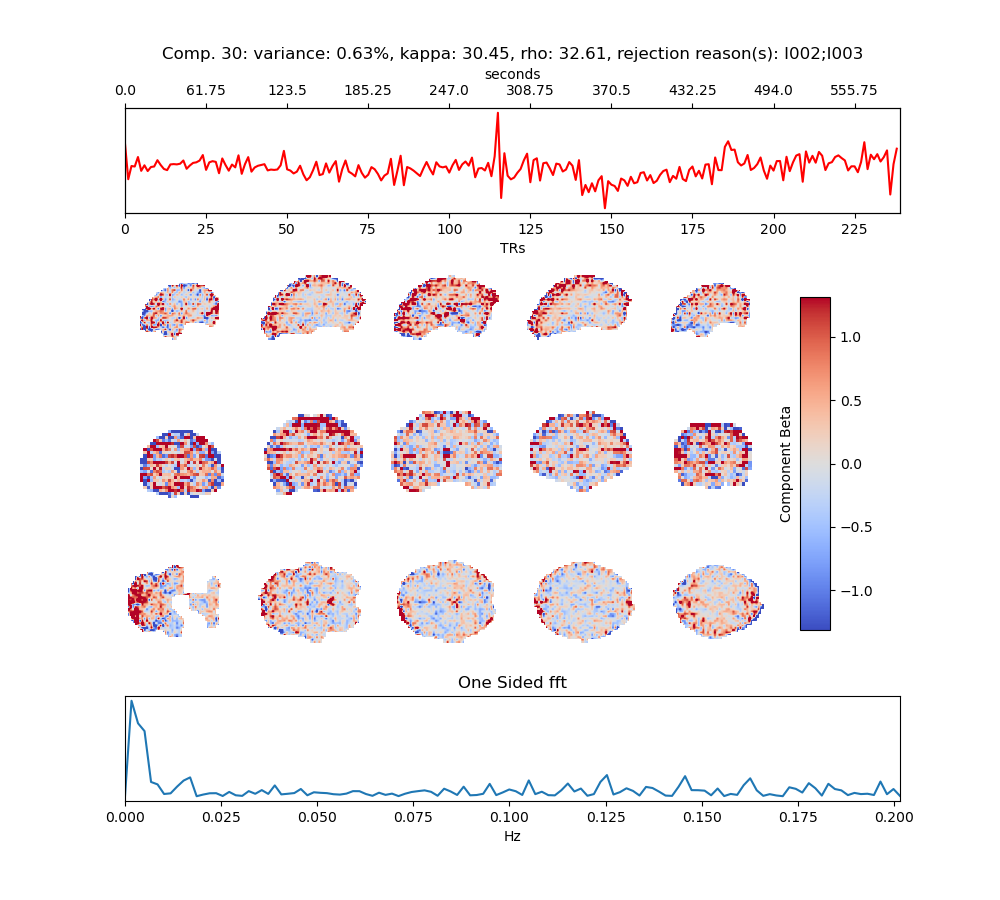 Comp. 30: variance: 0.63%, kappa: 30.45, rho: 32.61, rejection reason(s): I002;I003
seconds
0.0 61.75 123.5 185.25 247.0 308.75 370.5 432.25 494.0 555.75
0 25 50 75 100 125 150 175 200 225
TRs
1.0
0.5
0.0
−0.5
−1.0
Component Beta
One Sided fft
0.000 0.025 0.050 0.075 0.100 0.125 0.150 0.175 0.200
Hz